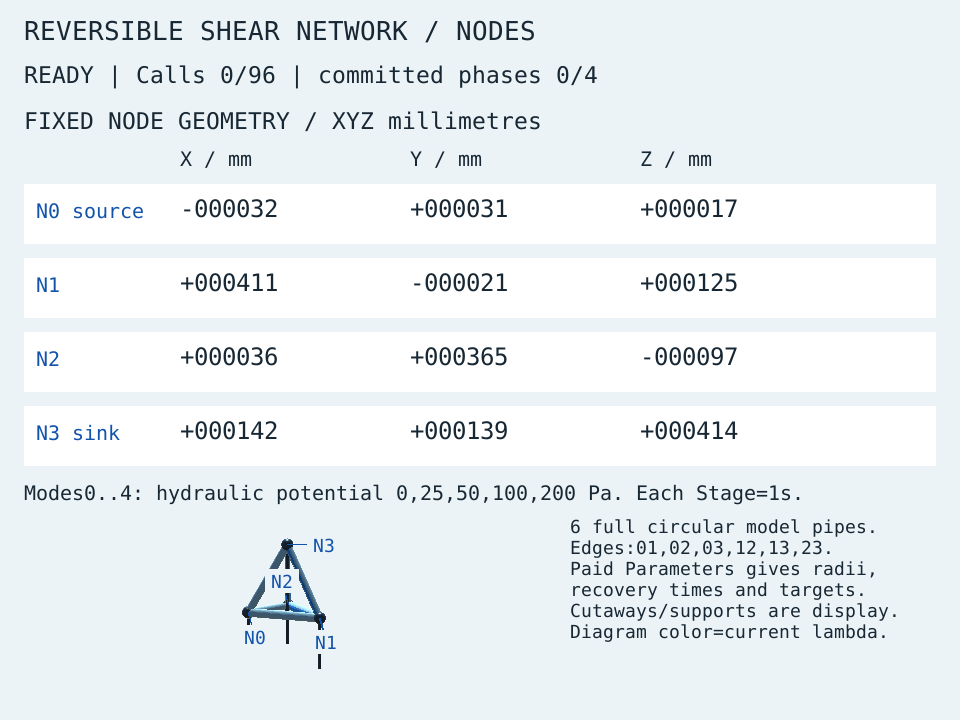 REVERSIBLE SHEAR NETWORK / NODES
READY | Calls 0/96 | committed phases 0/4
FIXED NODE GEOMETRY / XYZ millimetres
X / mm Y / mm Z / mm
N0 source -000032 +000031 +000017
N1 +000411 -000021 +000125
N2 +000036 +000365 -000097
N3 sink +000142 +000139 +000414
Modes0..4: hydraulic potential 0,25,50,100,200 Pa. Each Stage=1s.
6 full circular model pipes.
Edges:01,02,03,12,13,23.
Paid Parameters gives radii,
recovery times and targets.
Cutaways/supports are display.
Diagram color=current lambda.
N3
N2
N0
N1